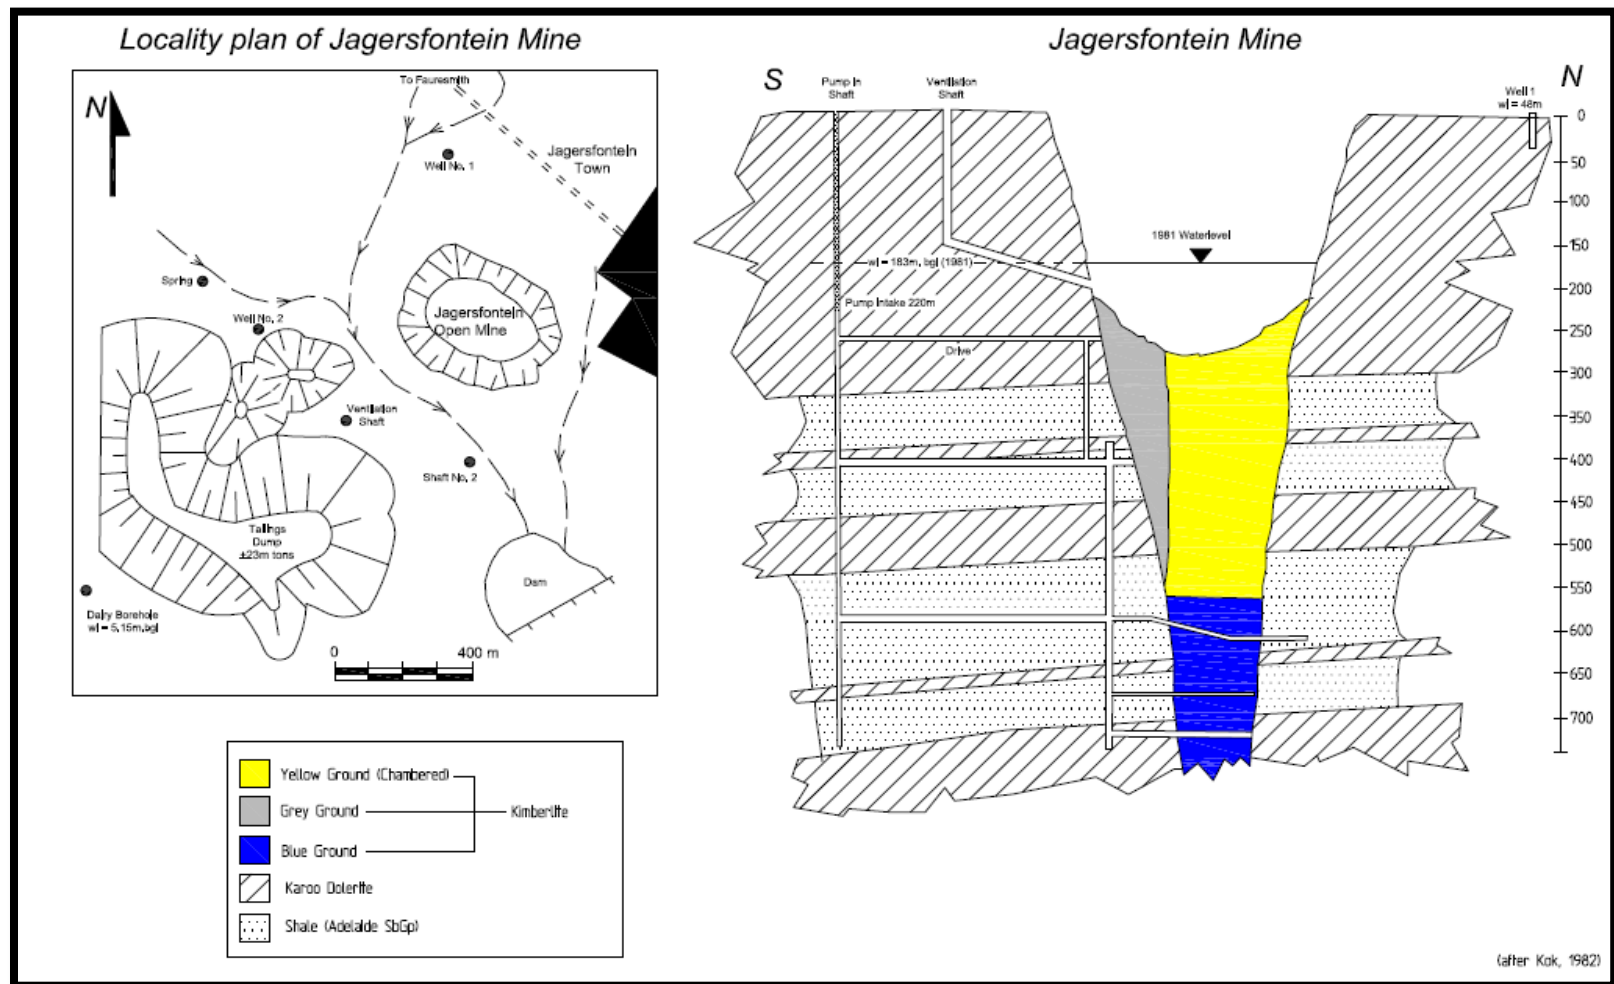 Locality plan of Jagersfontein Mine
N
To Fauresmith
Well No. 1
Jagersfontein
Town
Spring
Well No. 2
Jagersfontein
Open Mine
Ventilation
Shaft
Shaft No. 2
Tailings
Dump
±23m tons
Dam
Dairy Borehole
wl = 5,15m,bgl
0
400 m
Yellow Ground (Chambered)
Grey Ground
Kimberlite
Blue Ground
Karoo Dolerite
Shale (Adelaide SbGp)
Jagersfontein Mine
S
Pump in
Shaft
Ventilation
Shaft
N
Well 1
wl = 48m
0
50
100
150
200
250
300
350
400
450
500
550
600
650
700
1981 Waterlevel
wl = 183m, bgl (1981)
Pump Intake 220m
Drive
(after Kok, 1982)